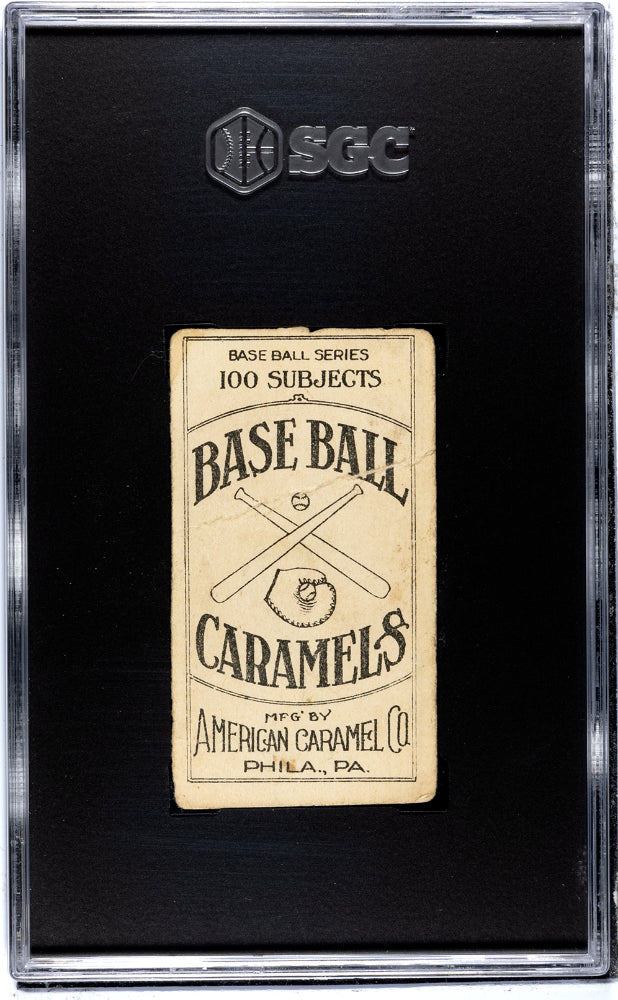 SGC
BASE BALL SERIES
100 SUBJECTS
BASE BALL
CARAMELS
MFG' BY
AMERICAN CARAMEL CO
PHILA., PA.